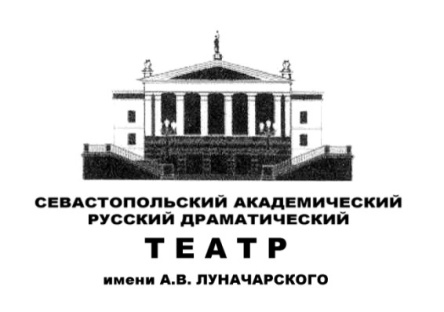 СЕВАСТОПОЛЬСКИЙ АКАДЕМИЧЕСКИЙ
РУССКИЙ ДРАМАТИЧЕСКИЙ
ТЕАТР
имени А.В. ЛУНАЧАРСКОГО